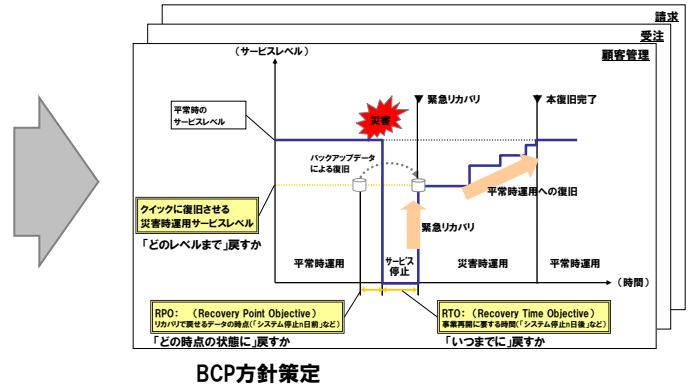 請求
受注
顧客管理
(サービスレベル)
緊急リカバリ
本復旧完了
平常時の
サービスレベル
災害
バックアップデータ
による復旧
平常時運用への復旧
クイックに復旧させる
災害時運用サービスレベル
「どのレベルまで」戻すか
緊急リカバリ
平常時運用
サービス
停止
災害時運用
平常時運用
(時間)
RPO: (Recovery Point Objective)
リカバリで戻せるデータの時点(「システム停止n日前」など)
「どの時点の状態に」戻すか
RTO: (Recovery Time Objective)
事業再開に要する時間(「システム停止n日後」など)
「いつまでに」戻すか
BCP方針策定